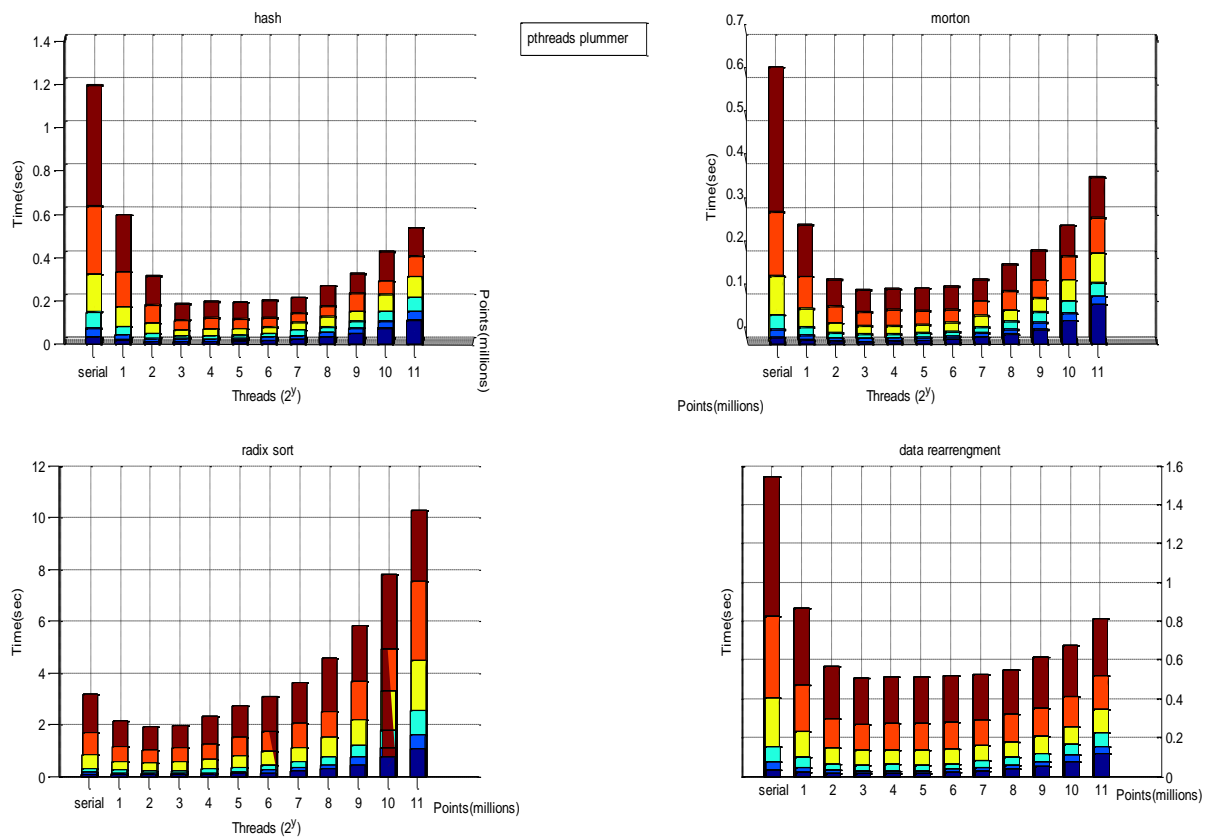 hash
pthreads plummer
morton
1.4
1.2
1
0.8
0.6
0.4
0.2
0
Time(sec)
Points(millions)
serial 1 2 3 4 5 6 7 8 9 10 11
Threads (2^y)
0.7
0.6
0.5
0.4
0.3
0.2
0.1
0
Time(sec)
serial 1 2 3 4 5 6 7 8 9 10 11
Threads (2^y)
Points(millions)
radix sort
12
10
8
6
4
2
0
Time(sec)
serial 1 2 3 4 5 6 7 8 9 10 11
Points(millions)
Threads (2^y)
data rearrengment
Time(sec)
1.6
1.4
1.2
1
0.8
0.6
0.4
0.2
0
serial 1 2 3 4 5 6 7 8 9 10 11
Points(millions)